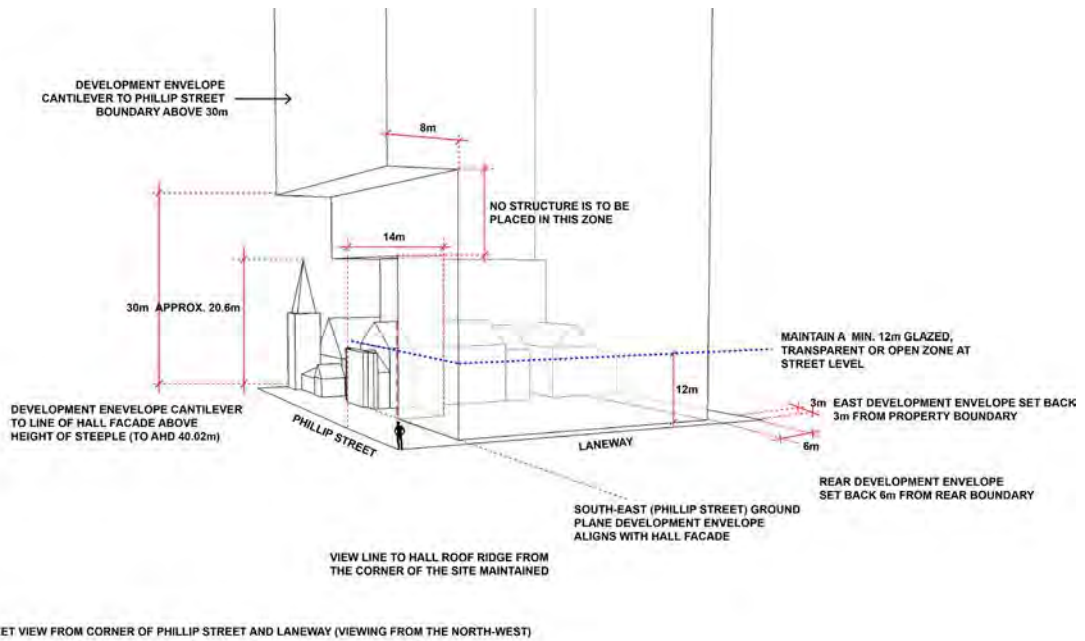 DEVELOPMENT ENVELOPE
CANTILEVER TO PHILLIP STREET
BOUNDARY ABOVE 30m
8m
NO STRUCTURE IS TO BE
PLACED IN THIS ZONE
14m
30m
APPROX. 20.6m
MAINTAIN A MIN. 12m GLAZED,
TRANSPARENT OR OPEN ZONE AT
STREET LEVEL
12m
3m EAST DEVELOPMENT ENVELOPE SET BACK
3m FROM PROPERTY BOUNDARY
6m
DEVELOPMENT ENEVELOPE CANTILEVER
TO LINE OF HALL FACADE ABOVE
HEIGHT OF STEEPLE (TO AHD 40.02m)
PHILLIP STREET
LANEWAY
REAR DEVELOPMENT ENVELOPE
SET BACK 6m FROM REAR BOUNDARY
SOUTH-EAST (PHILLIP STREET) GROUND
PLANE DEVELOPMENT ENVELOPE
ALIGNS WITH HALL FACADE
VIEW LINE TO HALL ROOF RIDGE FROM
THE CORNER OF THE SITE MAINTAINED
EET VIEW FROM CORNER OF PHILLIP STREET AND LANEWAY (VIEWING FROM THE NORTH-WEST)